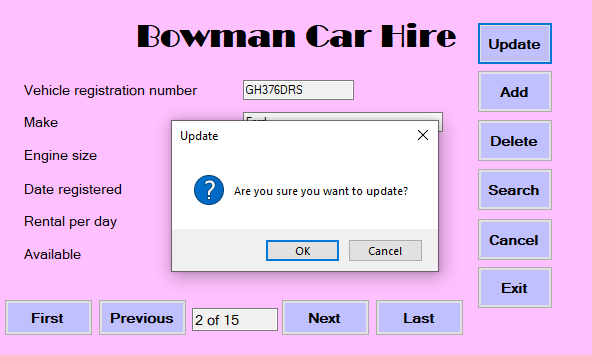 Bowman Car Hire
Update
Vehicle registration number GH376DRS
Add
Make
Update
Engine size
Delete
Date registered
Are you sure you want to update?
Search
Rental per day
Available
OK Cancel
Cancel
Exit
First Previous 2 of 15 Next Last